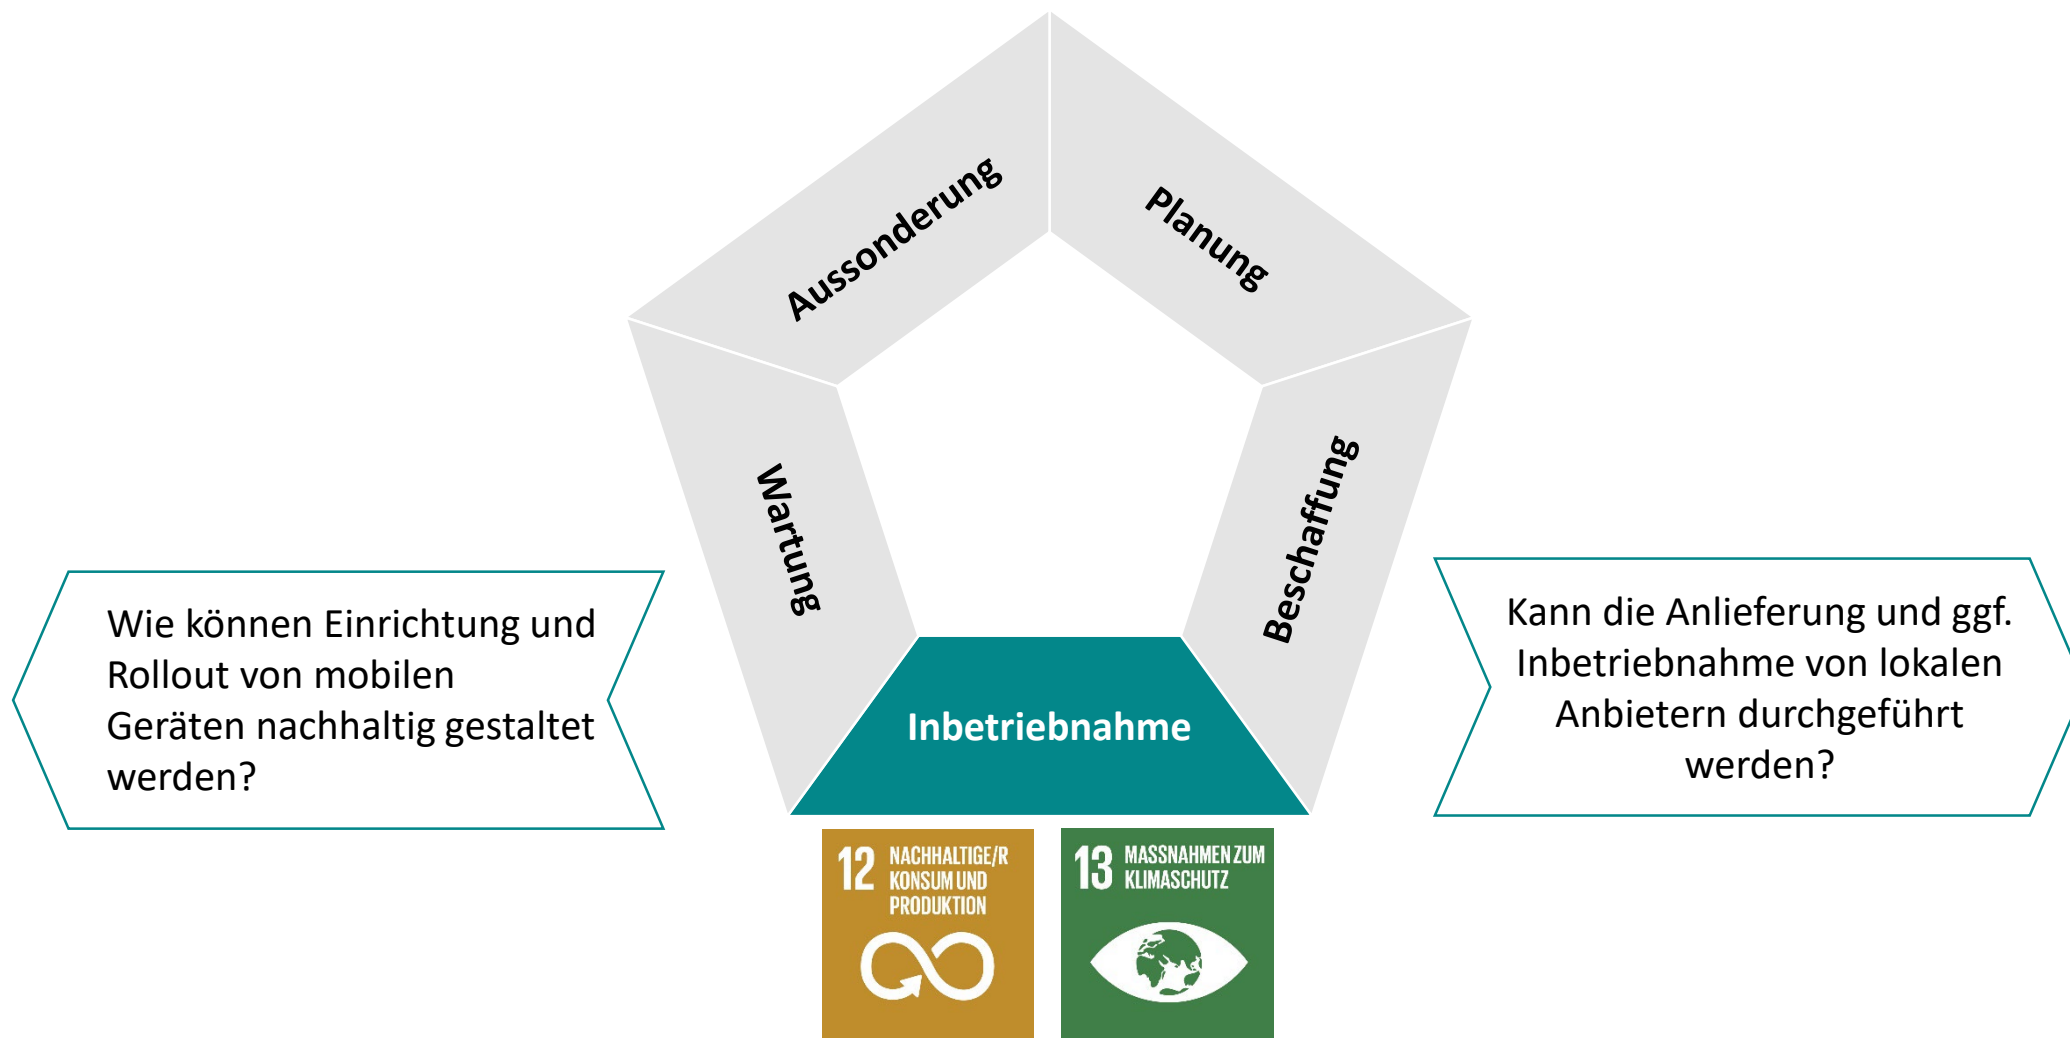 Aussonderung
Planung
Wartung
Beschaffung
Inbetriebnahme
Wie können Einrichtung und
Rollout von mobilen
Geräten nachhaltig gestaltet
werden?
Kann die Anlieferung und ggf.
Inbetriebnahme von lokalen
Anbietern durchgeführt
werden?
12 NACHHALTIGE/R
KONSUM UND
PRODUKTION
13 MASSNAHMEN ZUM
KLIMASCHUTZ